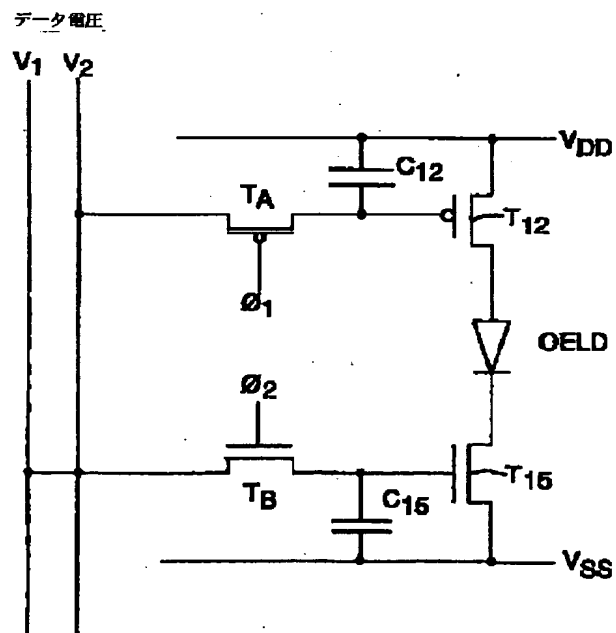 データ電圧
V1 V2
VDD
C12
TA
T12
Ø1
OELD
Ø2
TB
C15
T15
VSS